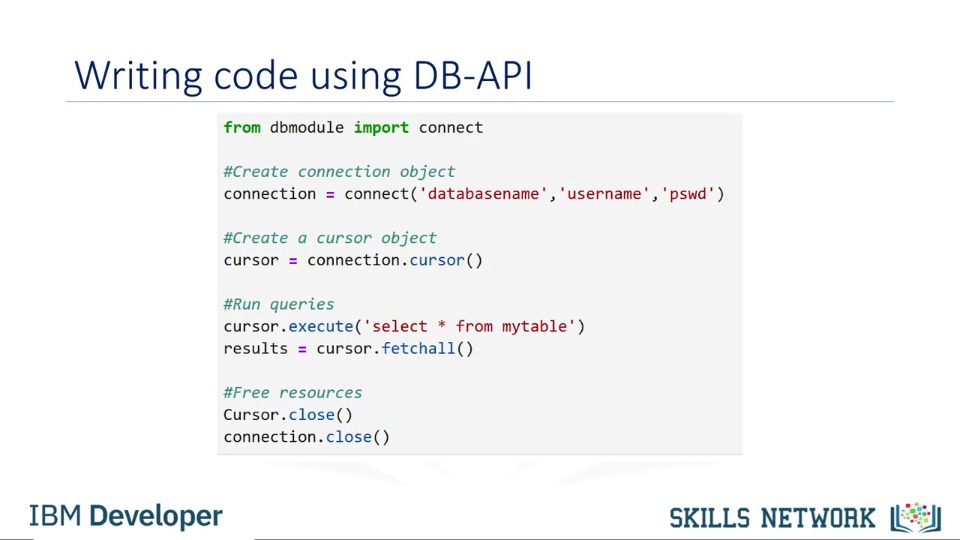 Writing code using DB-API
from dbmodule import connect
#Create connection object
connection = connect('databasename','username','pswd')
#Create a cursor object
cursor = connection.cursor()
#Run queries
cursor.execute('select * from mytable')
results = cursor.fetchall()
#Free resources
Cursor.close()
connection.close()
IBM Developer
SKILLS NETWORK